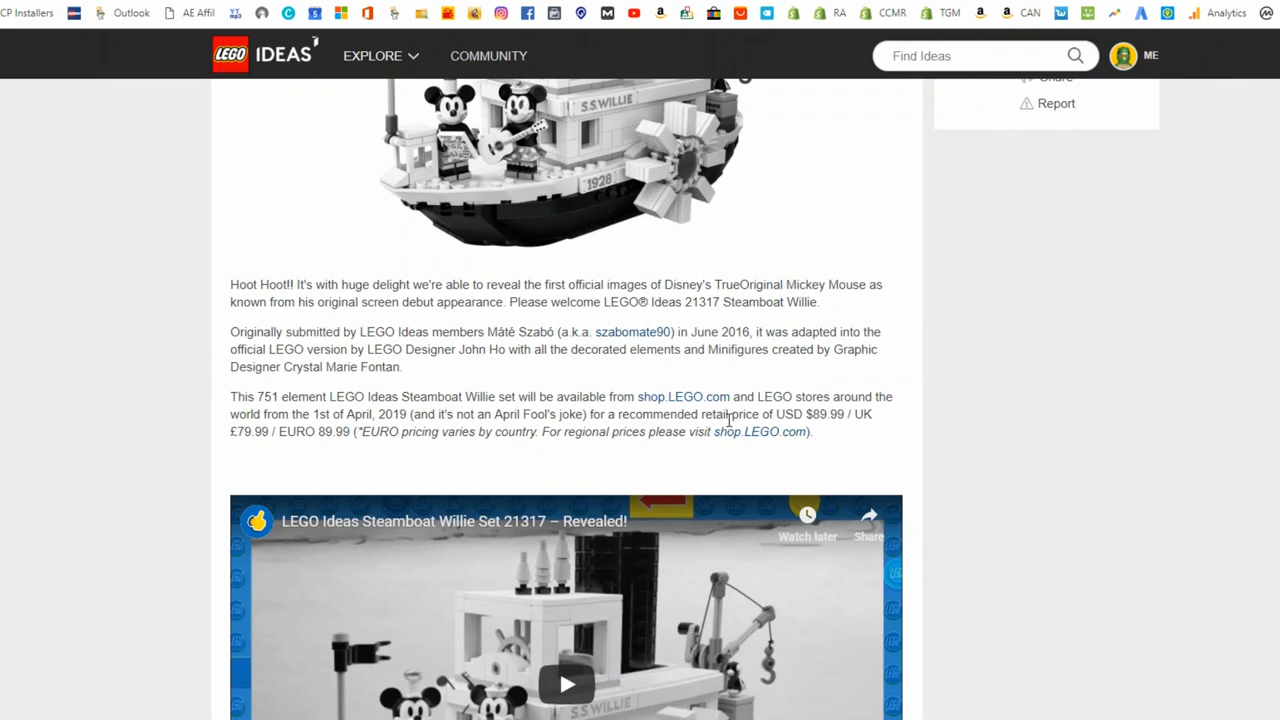 CP Installers Outlook AE Affil RA CCMR TGM CAN Analytics
LEGO IDEAS EXPLORE COMMUNITY Find Ideas ME
Share
Report
S.S.WILLIE
1928
Hoot Hoot!! It's with huge delight we're able to reveal the first official images of Disney's TrueOriginal Mickey Mouse as
known from his original screen debut appearance. Please welcome LEGO® Ideas 21317 Steamboat Willie.
Originally submitted by LEGO Ideas members Máté Szabó (a.k.a. szabomate90) in June 2016, it was adapted into the
official LEGO version by LEGO Designer John Ho with all the decorated elements and Minifigures created by Graphic
Designer Crystal Marie Fontan.
This 751 element LEGO Ideas Steamboat Willie set will be available from shop.LEGO.com and LEGO stores around the
world from the 1st of April, 2019 (and it's not an April Fool's joke) for a recommended retail price of USD $89.99 / UK
£79.99 / EURO 89.99 (*EURO pricing varies by country. For regional prices please visit shop.LEGO.com).
LEGO Ideas Steamboat Willie Set 21317 – Revealed!
Watch later Share
S.S.WILLIE